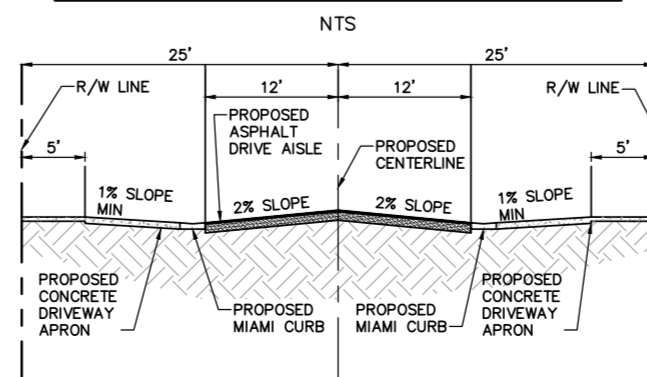 NTS
25'
25'
R/W LINE
12'
12'
R/W LINE
PROPOSED
ASPHALT
DRIVE AISLE
PROPOSED
CENTERLINE
5'
5'
1% SLOPE
MIN
2% SLOPE
2% SLOPE
1% SLOPE
MIN
PROPOSED
CONCRETE
DRIVEWAY
APRON
PROPOSED
MIAMI CURB
PROPOSED
MIAMI CURB
PROPOSED
CONCRETE
DRIVEWAY
APRON